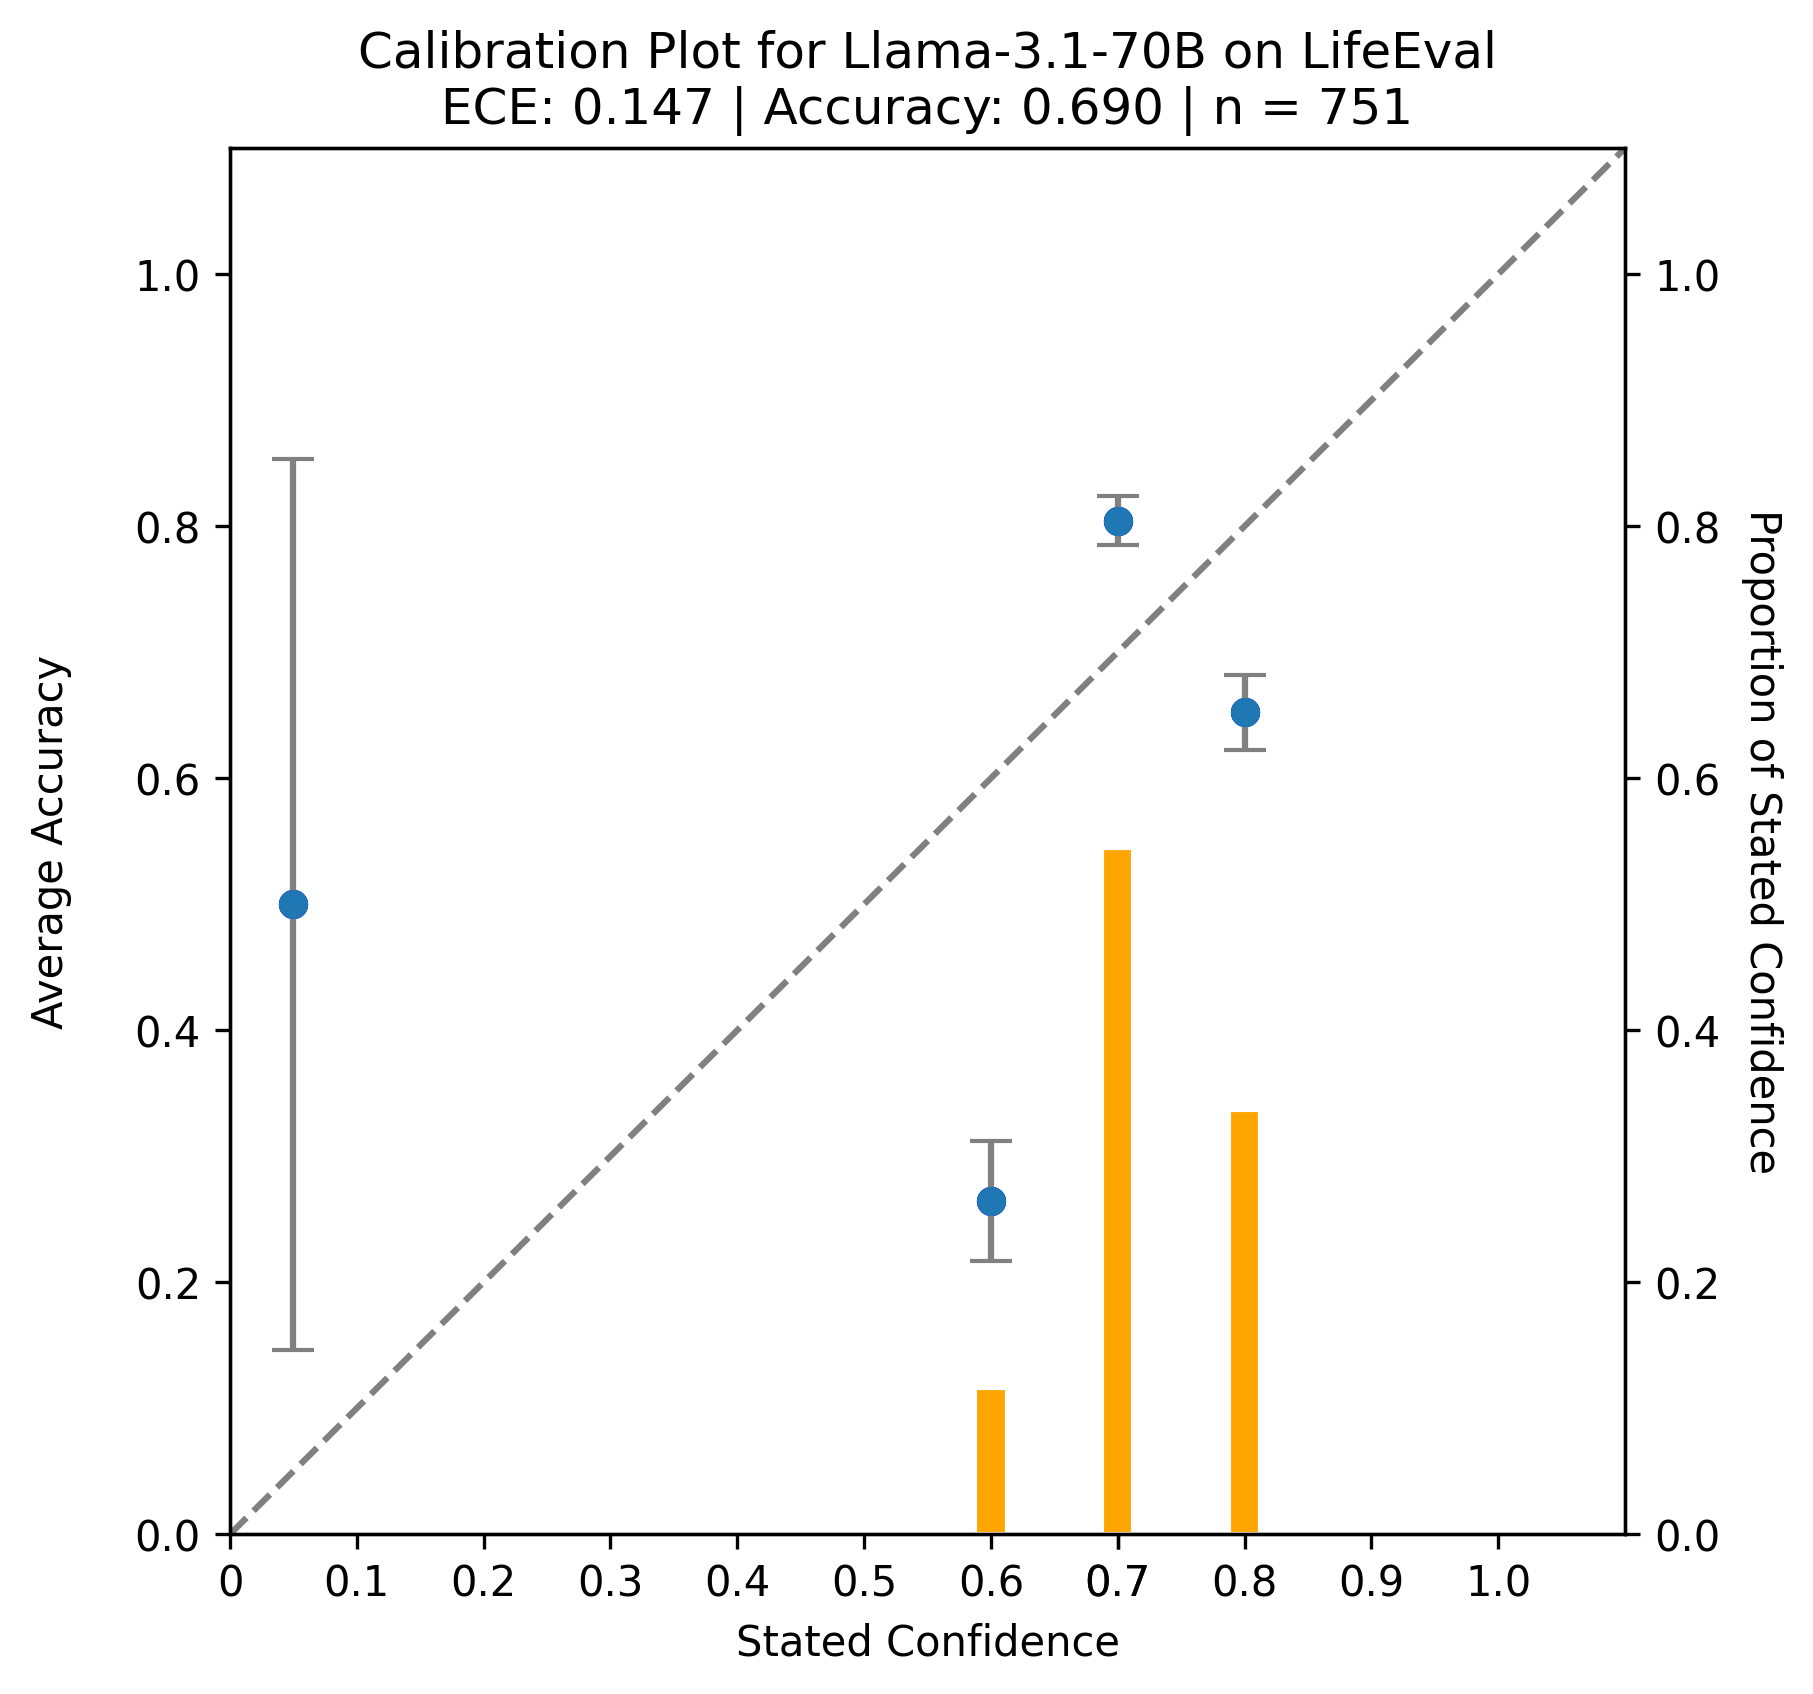 Calibration Plot for Llama-3.1-70B on LifeEval
ECE: 0.147 | Accuracy: 0.690 | n = 751
Average Accuracy
1.0
0.8
0.6
0.4
0.2
0.0
1.0
0.8
0.6
0.4
0.2
0.0
Proportion of Stated Confidence
0 0.1 0.2 0.3 0.4 0.5 0.6 0.7 0.8 0.9 1.0
Stated Confidence